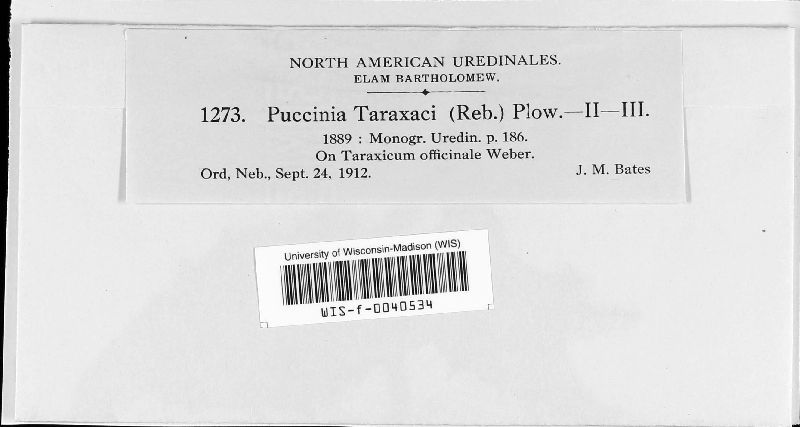 NORTH AMERICAN UREDINALES.
ELAM BARTHOLOMEW.
1273. Puccinia Taraxaci (Reb.) Plow.—II—III.
1889 : Monogr. Uredin. p. 186.
On Taraxicum officinale Weber.
Ord, Neb., Sept. 24, 1912. J. M. Bates
University of Wisconsin-Madison (WIS)
WIS-f-0040534